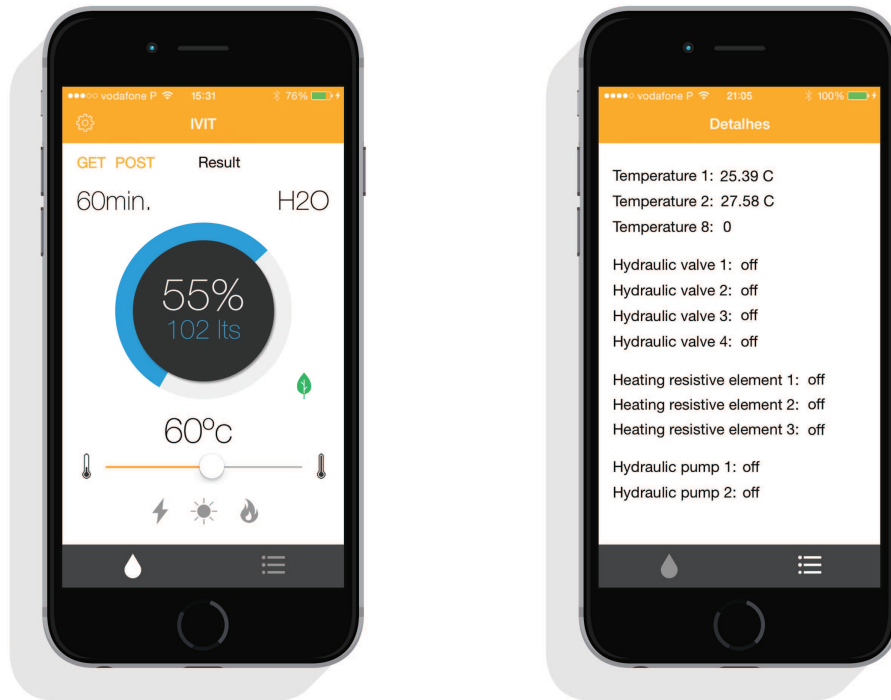 vodafone P 15:31 76%
IVIT
GET POST Result
60min. H2O
55%
102 lts
60ºc
vodafone P 21:05 100%
Detalhes
Temperature 1: 25.39 C
Temperature 2: 27.58 C
Temperature 8: 0
Hydraulic valve 1: off
Hydraulic valve 2: off
Hydraulic valve 3: off
Hydraulic valve 4: off
Heating resistive element 1: off
Heating resistive element 2: off
Heating resistive element 3: off
Hydraulic pump 1: off
Hydraulic pump 2: off